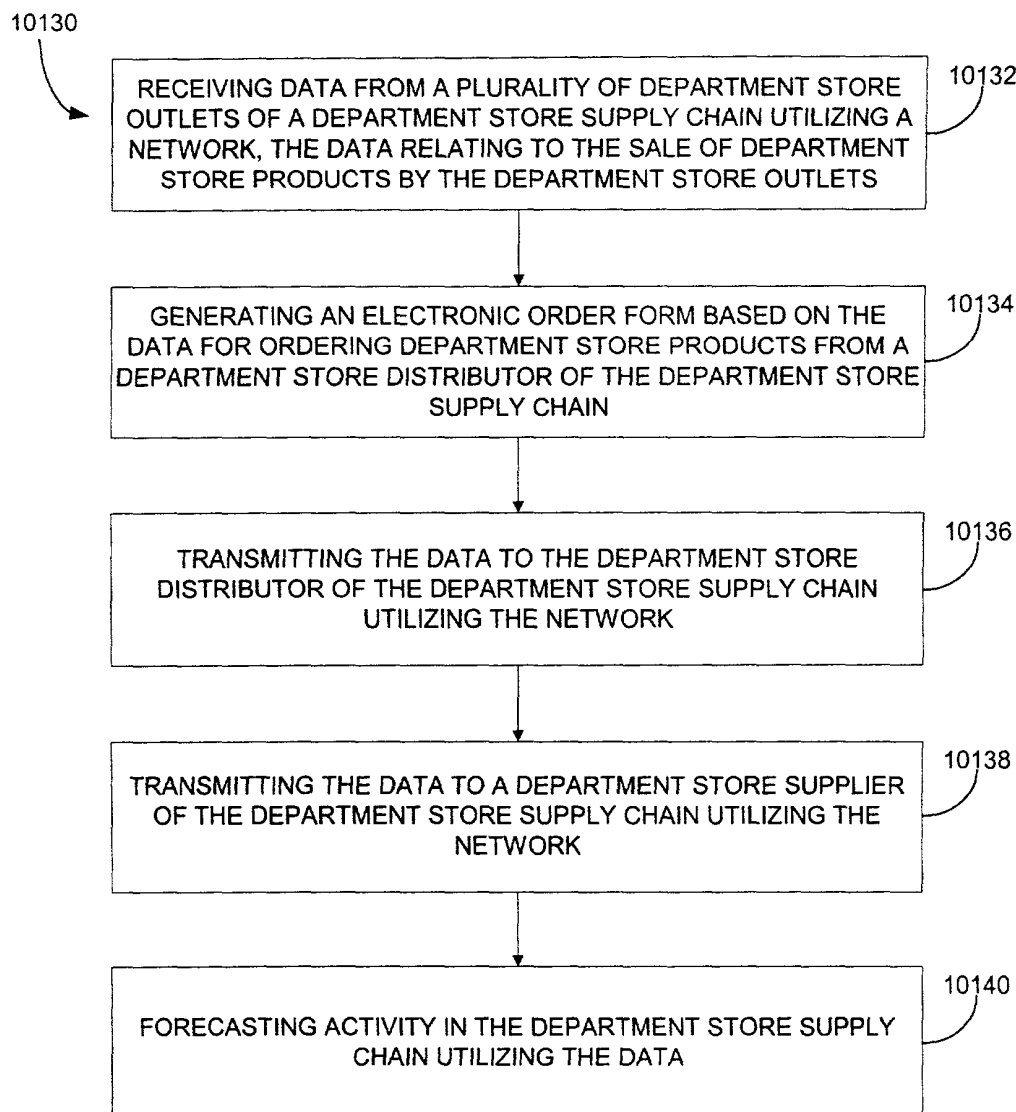 10130
RECEIVING DATA FROM A PLURALITY OF DEPARTMENT STORE
OUTLETS OF A DEPARTMENT STORE SUPPLY CHAIN UTILIZING A
NETWORK, THE DATA RELATING TO THE SALE OF DEPARTMENT
STORE PRODUCTS BY THE DEPARTMENT STORE OUTLETS
10132
GENERATING AN ELECTRONIC ORDER FORM BASED ON THE
DATA FOR ORDERING DEPARTMENT STORE PRODUCTS FROM A
DEPARTMENT STORE DISTRIBUTOR OF THE DEPARTMENT STORE
SUPPLY CHAIN
10134
TRANSMITTING THE DATA TO THE DEPARTMENT STORE
DISTRIBUTOR OF THE DEPARTMENT STORE SUPPLY CHAIN
UTILIZING THE NETWORK
10136
TRANSMITTING THE DATA TO A DEPARTMENT STORE SUPPLIER
OF THE DEPARTMENT STORE SUPPLY CHAIN UTILIZING THE
NETWORK
10138
FORECASTING ACTIVITY IN THE DEPARTMENT STORE SUPPLY
CHAIN UTILIZING THE DATA
10140